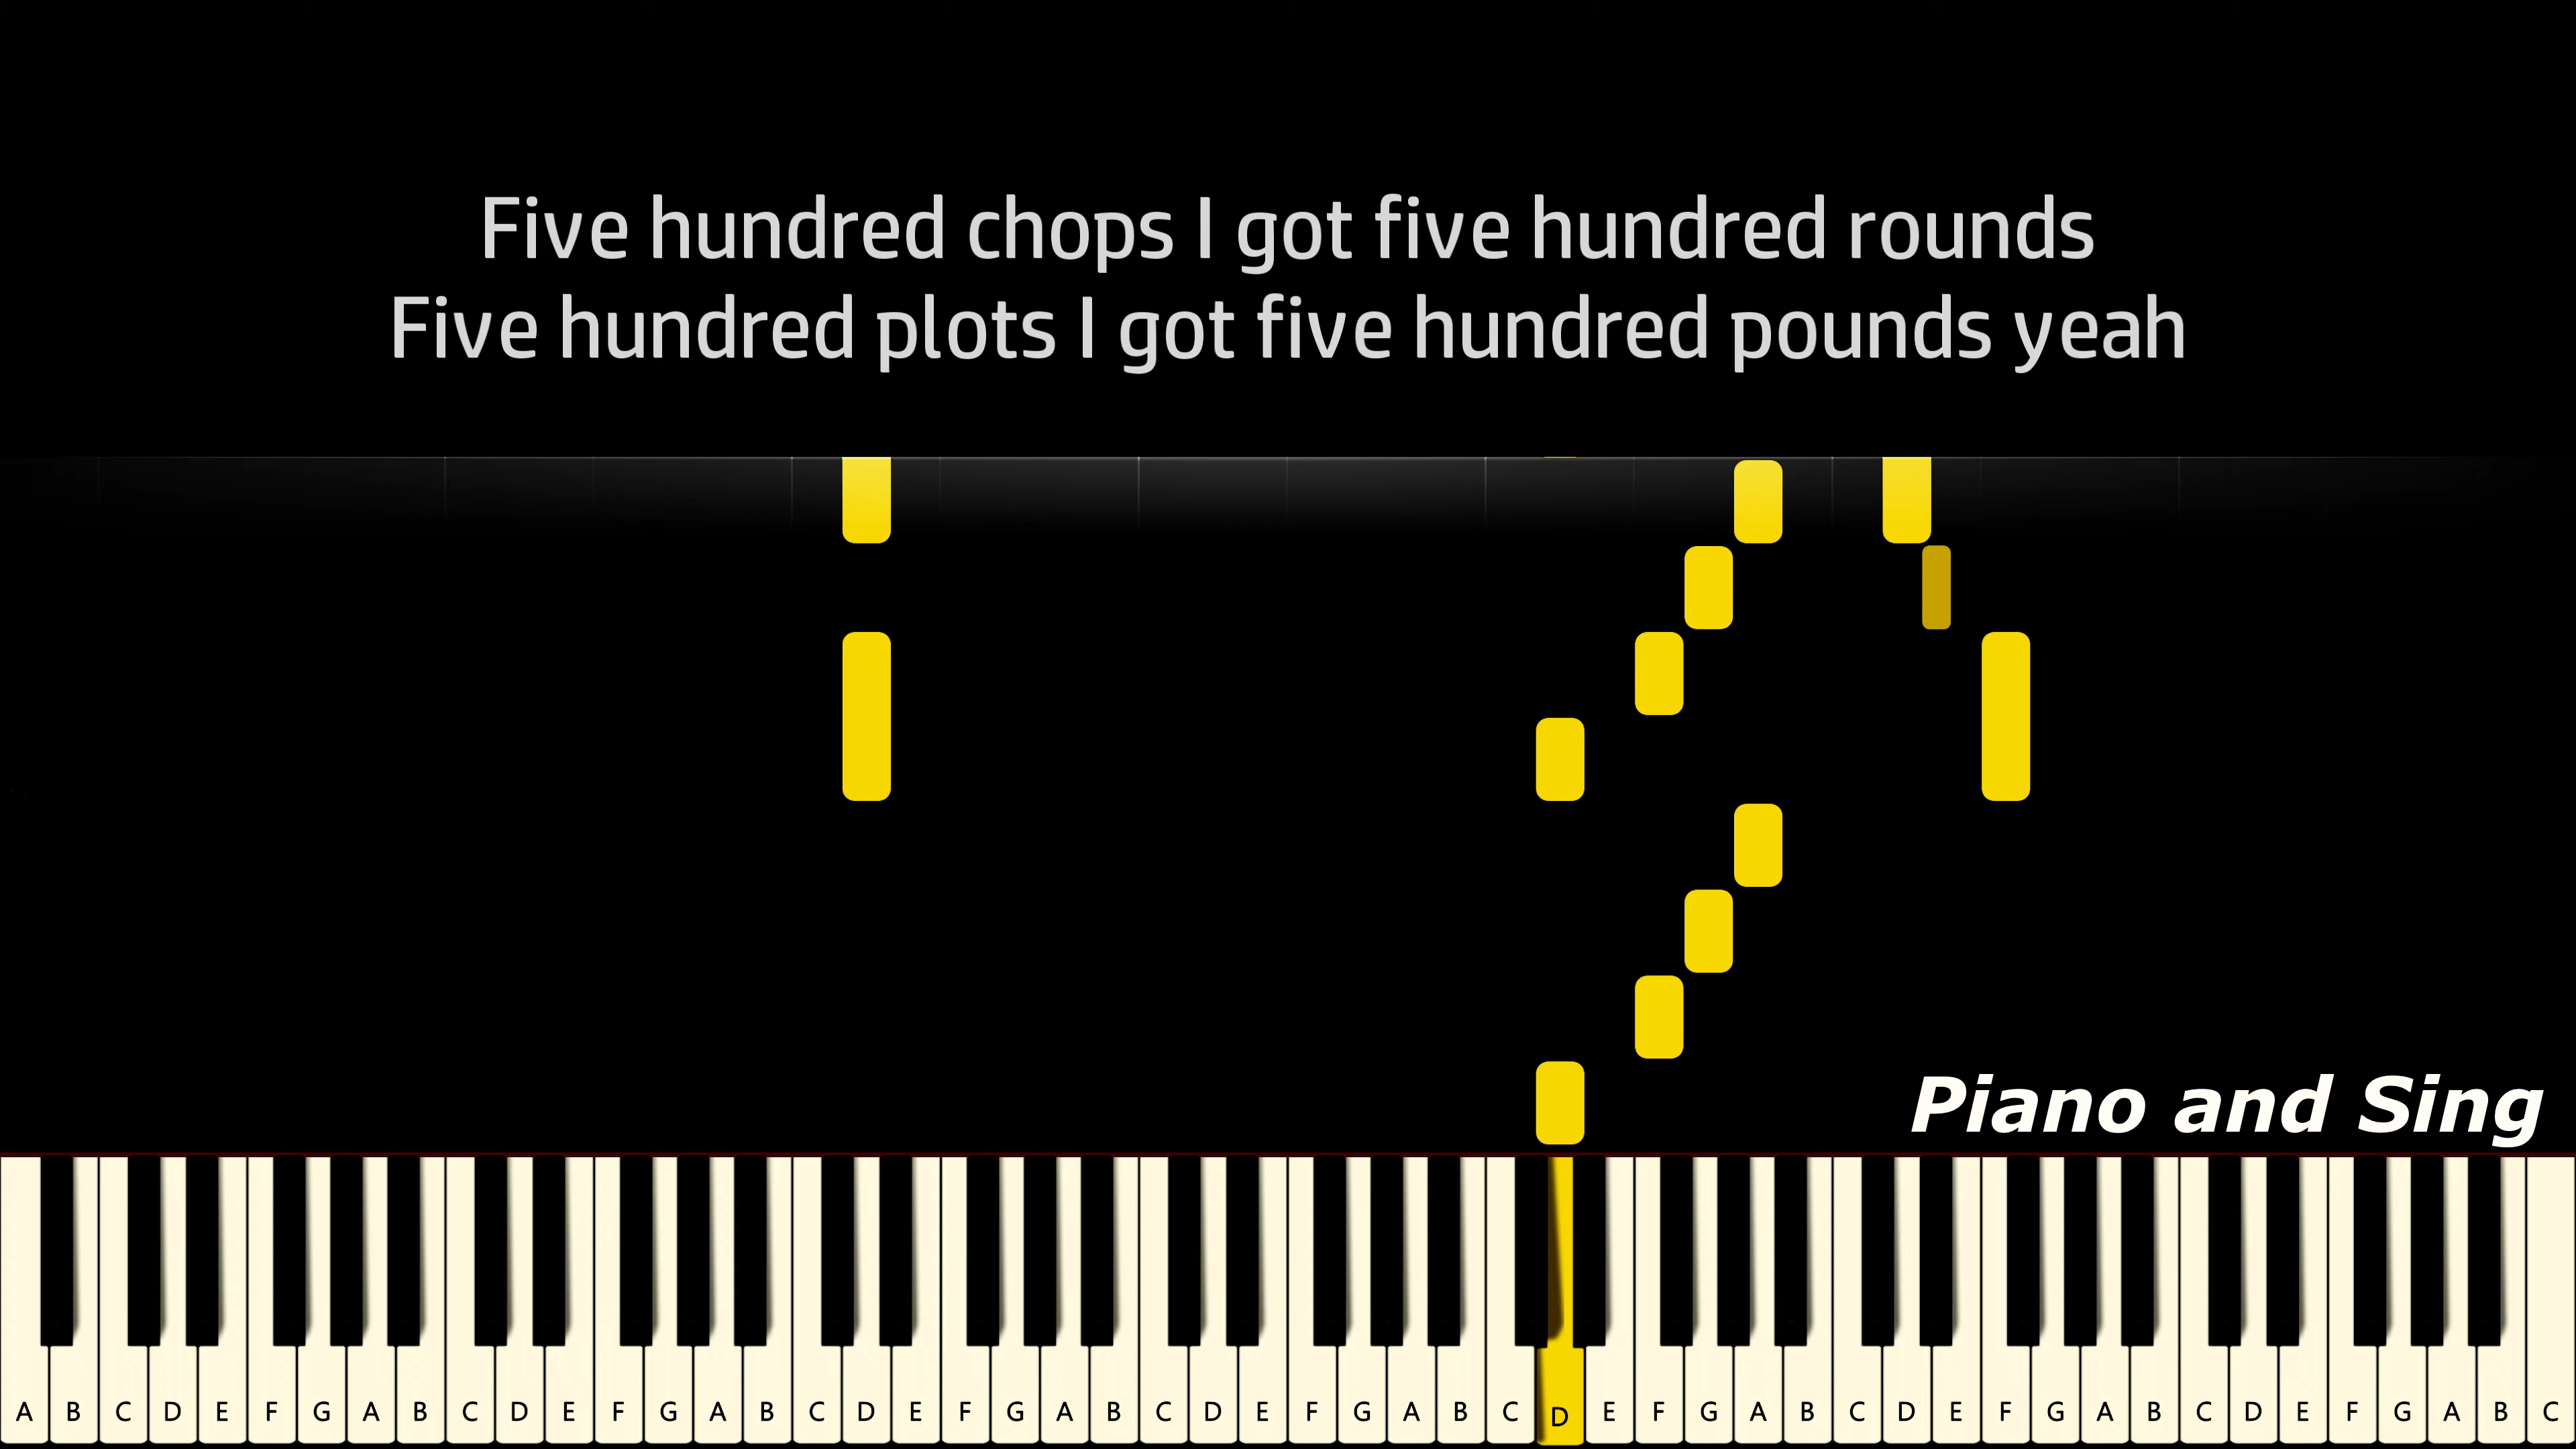 Five hundred chops I got five hundred rounds
Five hundred plots I got five hundred pounds yeah
Piano and Sing
A B C D E F G A B C D E F G A B C D E F G A B C D E F G A B C D E F G A B C D E F G A B C D E F G A B C